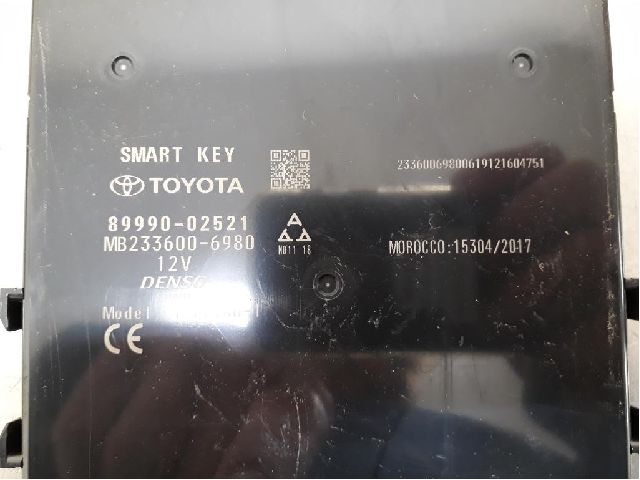 SMART KEY
TOYOTA
89990-02521
MB233600-6980
12V
DENSO
Model
CE
23360069800619121604751
MOROCCO:15304/2017